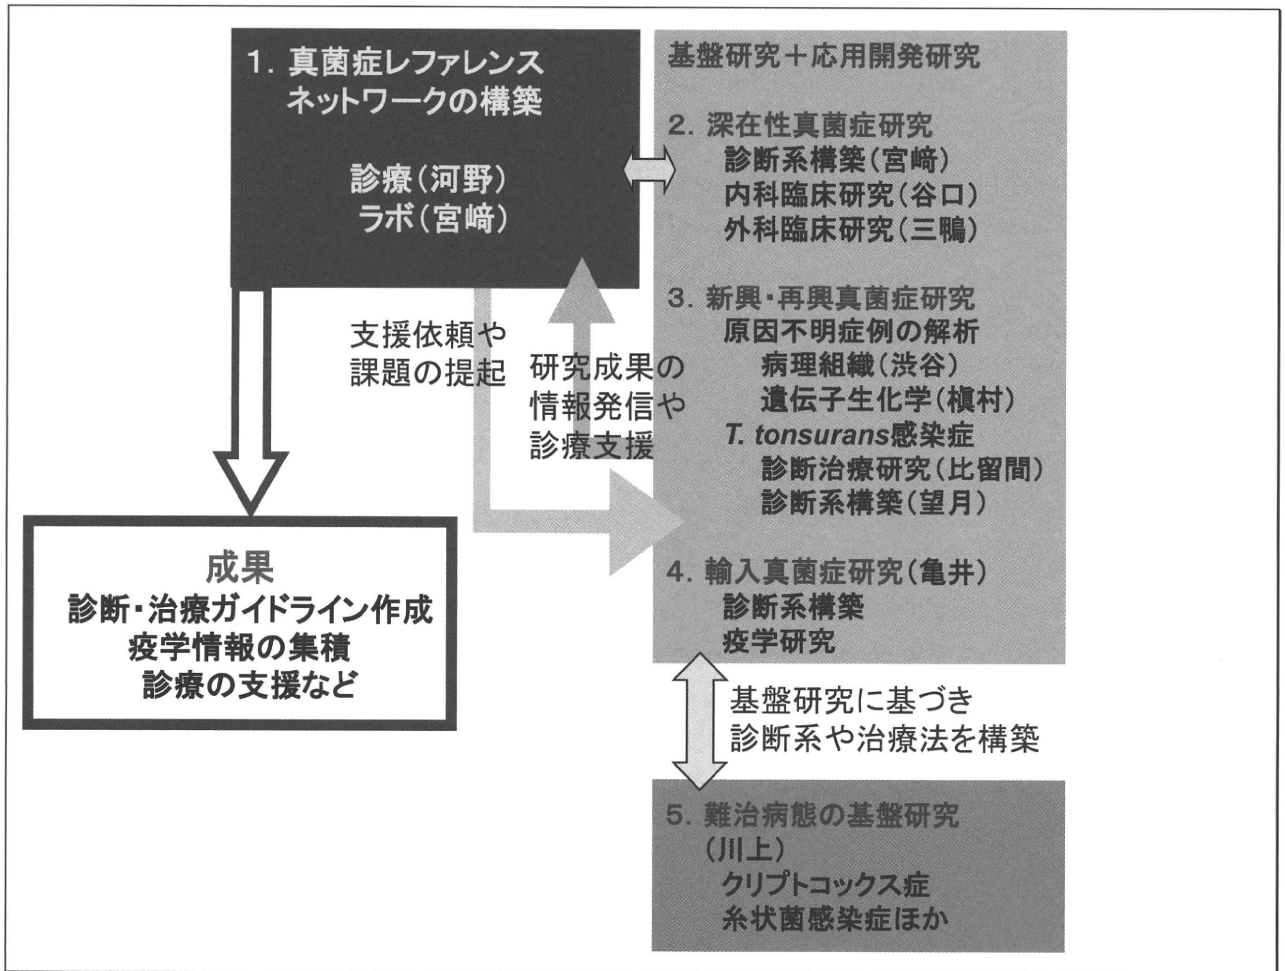 1. 真菌症レファレンス
ネットワークの構築
診療(河野)
ラボ(宮﨑)
基盤研究+応用開発研究
2. 深在性真菌症研究
診断系構築(宮﨑)
内科臨床研究(谷口)
外科臨床研究(三鴨)
3. 新興・再興真菌症研究
原因不明症例の解析
病理組織(渋谷)
遺伝子生化学(槇村)
T. tonsurans感染症
診断治療研究(比留間)
診断系構築(望月)
4. 輸入真菌症研究(亀井)
診断系構築
疫学研究
支援依頼や
課題の提起
研究成果の
情報発信や
診療支援
成果
診断・治療ガイドライン作成
疫学情報の集積
診療の支援など
基盤研究に基づき
診断系や治療法を構築
5. 難治病態の基盤研究
(川上)
クリプトコックス症
糸状菌感染症ほか